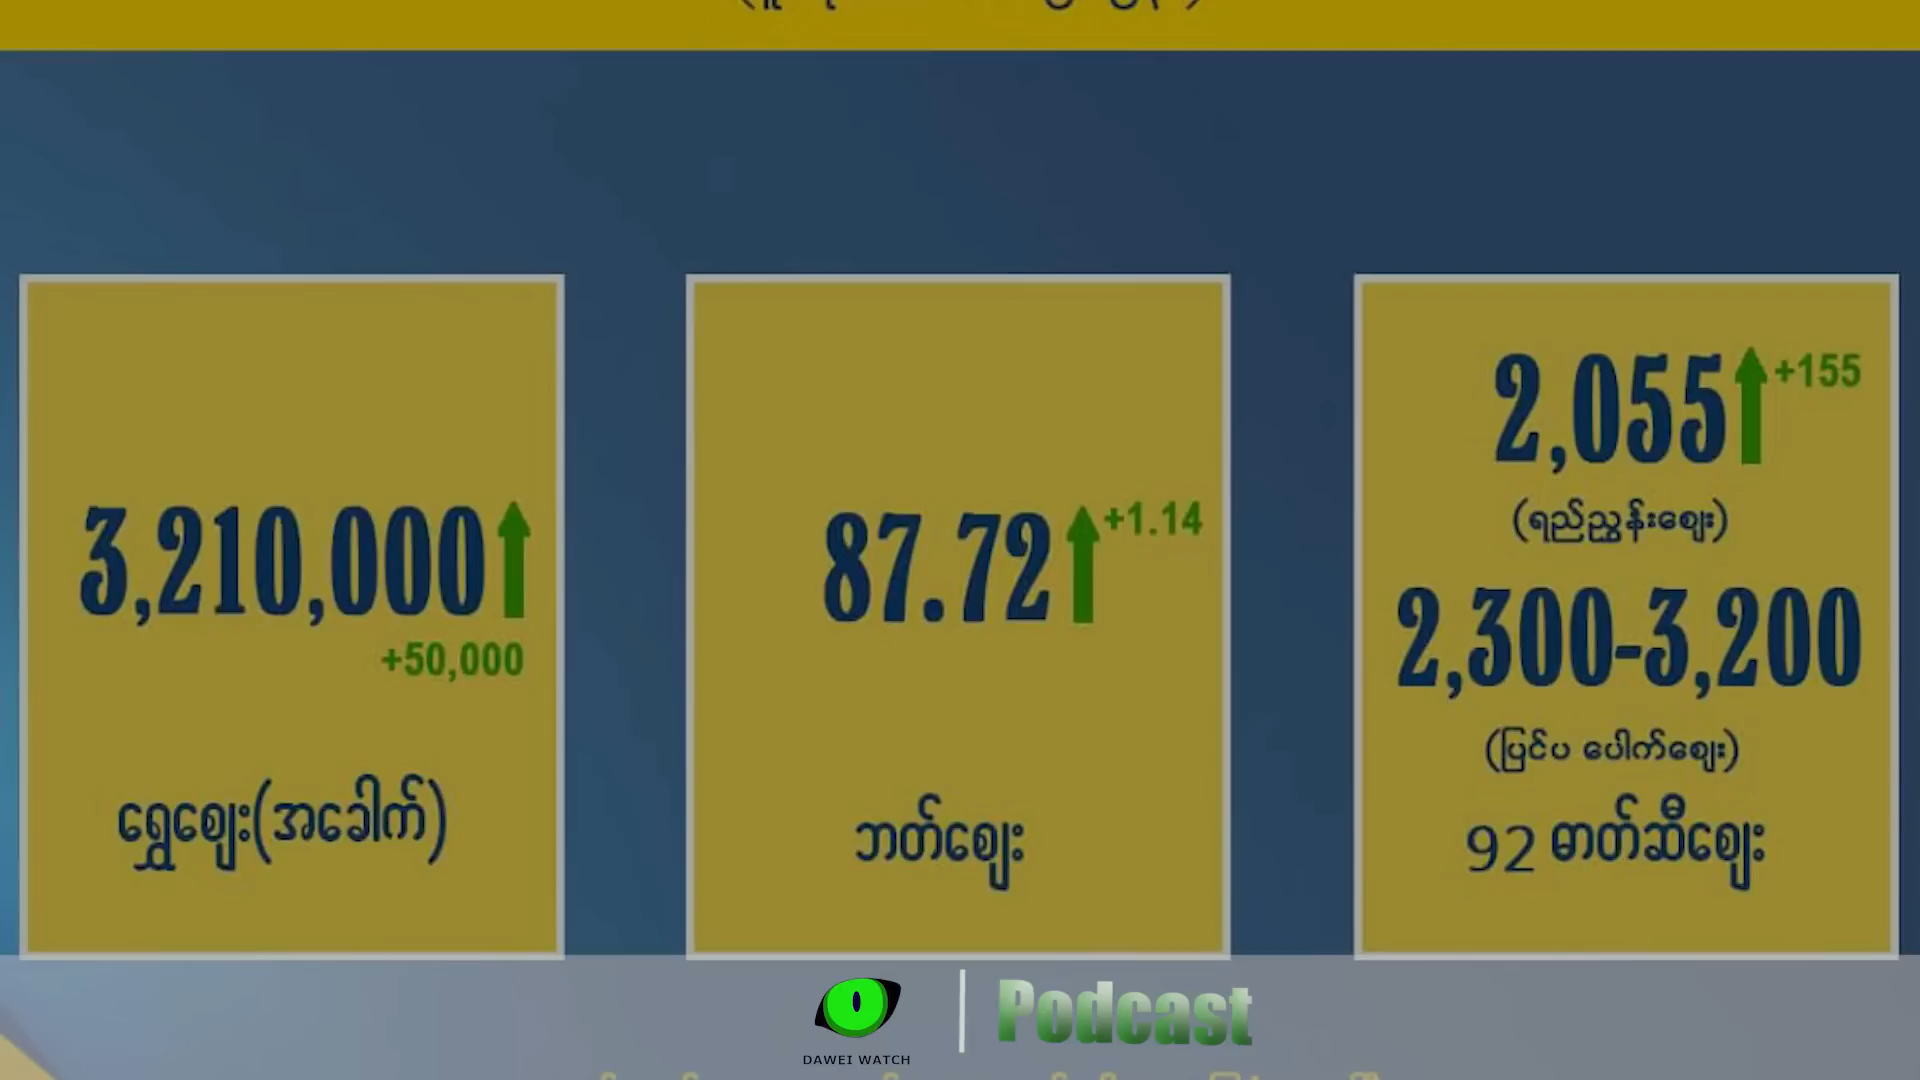 3,210,000
+50,000
ရွှေဈေး(အခေါက်)
87.72
+1.14
ဘတ်ဈေး
2,055
+155
(ရည်ညွှန်းဈေး)
2,300-3,200
(ပြင်ပ ပေါက်ဈေး)
92 ဓာတ်ဆီဈေး
DAWEI WATCH
Podcast